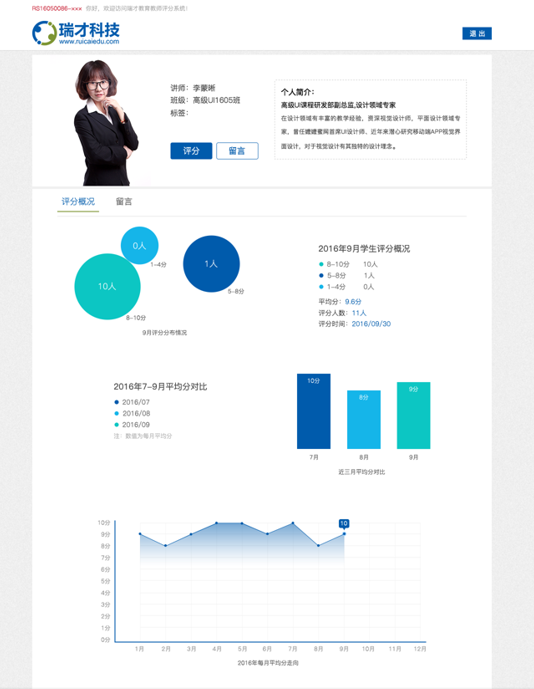 RS16050086-xxx 你好，欢迎访问瑞才教育教师评分系统!
瑞才科技
www.ruicaiedu.com
退 出
讲师：李蒙晰
班级：高级UI1605班
标签：
评分
留言
个人简介：
高级UI课程研发部副总监,设计领域专家
在设计领域有丰富的教学经验，资深视觉设计师，平面设计领域专
家，曾任嬷嬷蜜网首席UI设计师，近年来潜心研究移动端APP视觉界
面设计，对于视觉设计有其独特的设计理念。
评分概况
留言
0人
1-4分
10人
8-10分
1人
5-8分
9月评分分布情况
2016年9月学生评分概况
8-10分 10人
5-8分 1人
1-4分 0人
平均分：9.6分
评分人数：11人
评分时间：2016/09/30
2016年7-9月平均分对比
2016/07
2016/08
2016/09
注：数值为每月平均分
10分
8分
9分
7月
8月
9月
近三月平均分对比
10分
9分
8分
7分
6分
5分
4分
3分
2分
1分
0分
10
1月
2月
3月
4月
5月
6月
7月
8月
9月
10月
11月
12月
2016年每月平均分走向